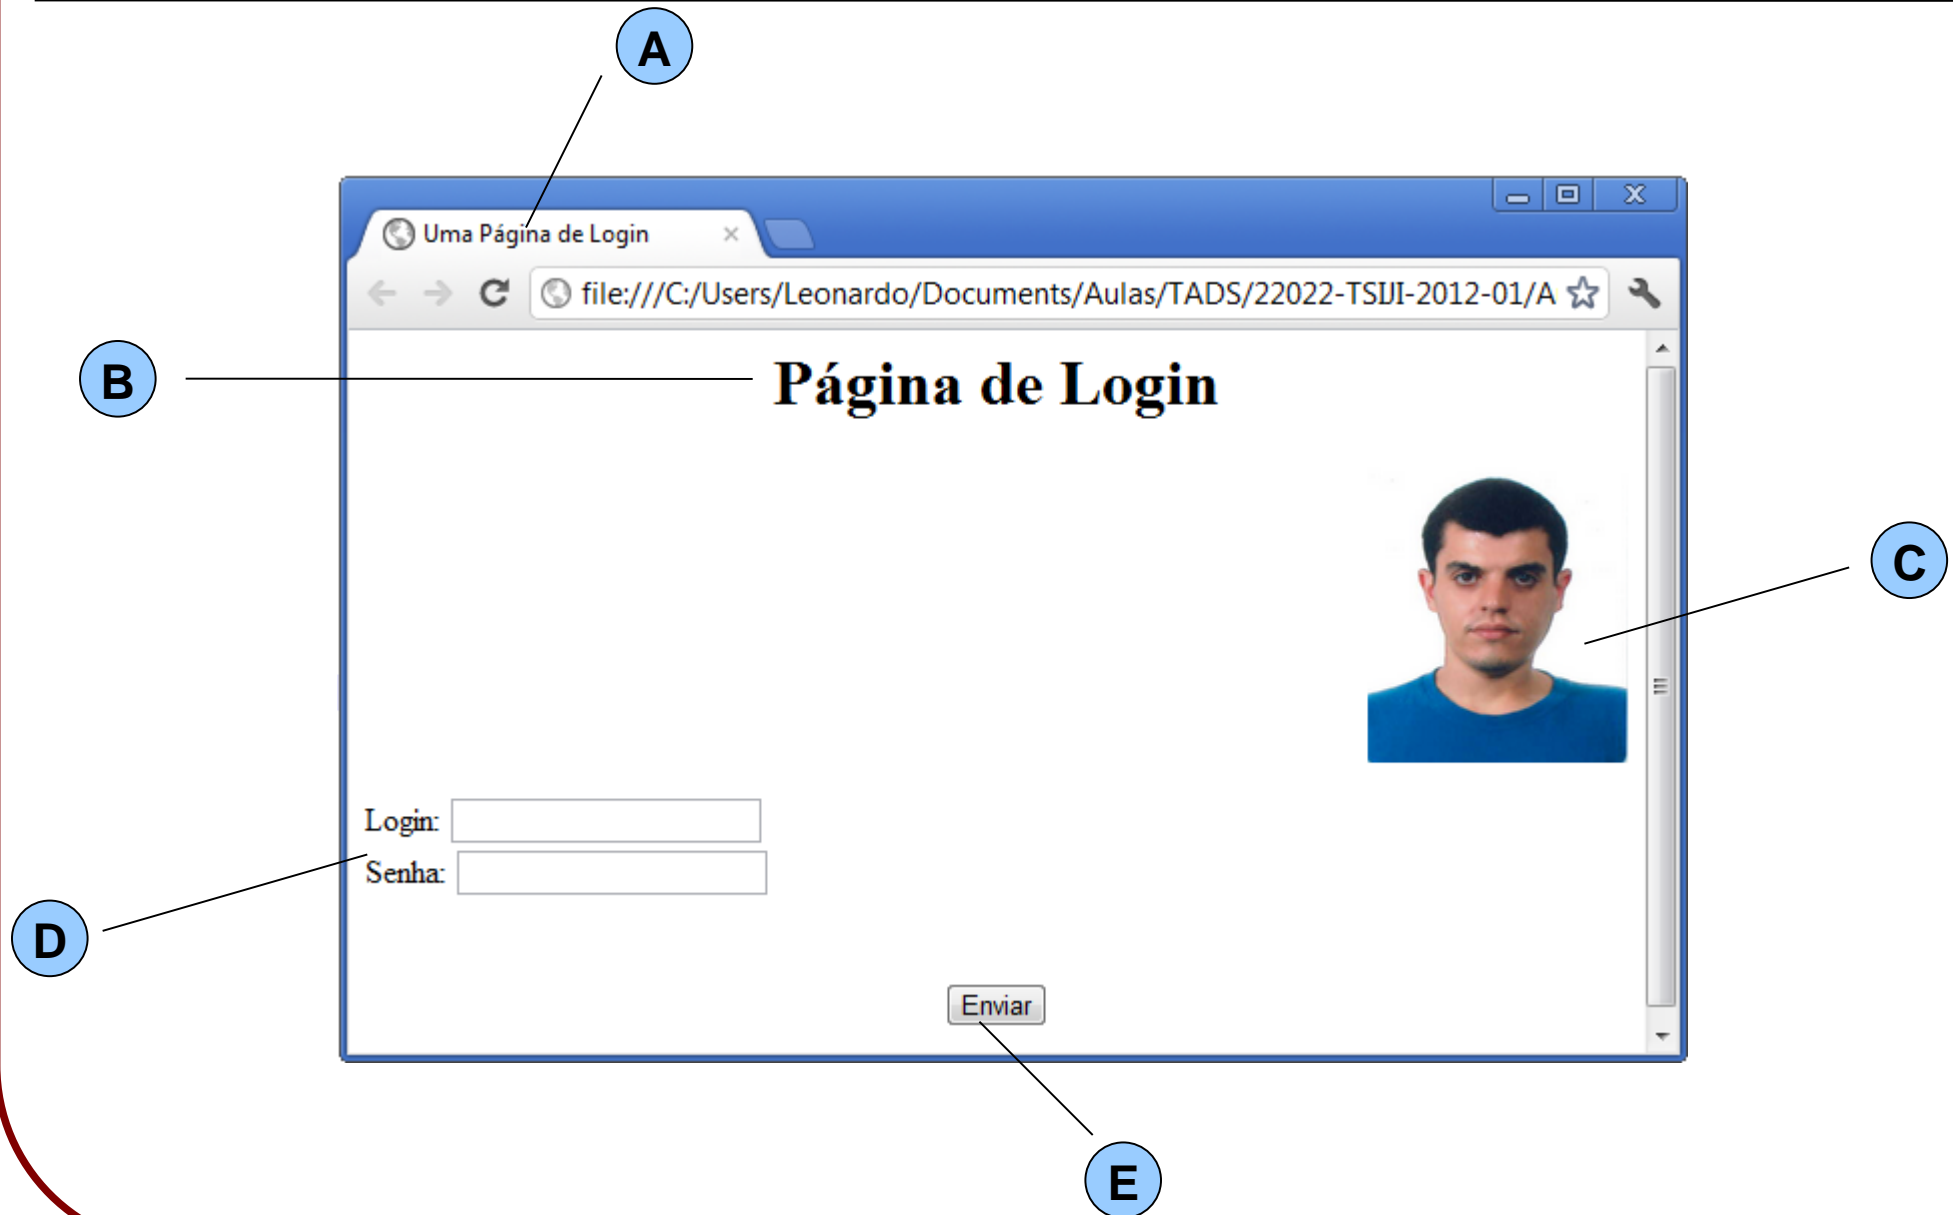 A
Uma Página de Login
file:///C:/Users/Leonardo/Documents/Aulas/TADS/22022-TSIJI-2012-01/A
B
Página de Login
C
Login:
Senha:
D
Enviar
E